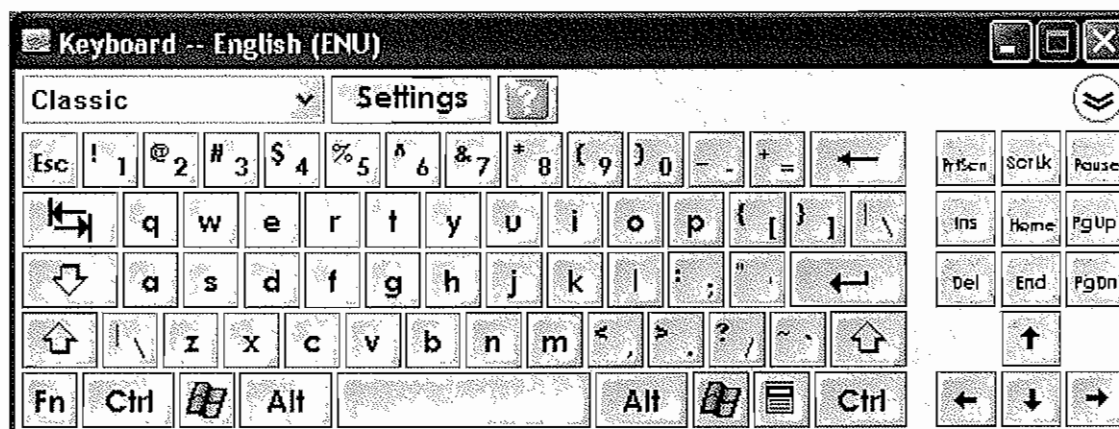 Keyboard -- English (ENU)
Classic Settings ?
Esc ! 1 @ 2 # 3 $ 4 % 5 ^ 6 & 7 * 8 ( 9 ) 0 _ - + = PrtScn ScrLk Pause
q w e r t y u i o p { [ } ] | \ Ins Home PgUp
a s d f g h j k l : ; " ' Del End PgDn
| \ z x c v b n m < , > . ? / ~ `
Fn Ctrl Alt Alt Ctrl